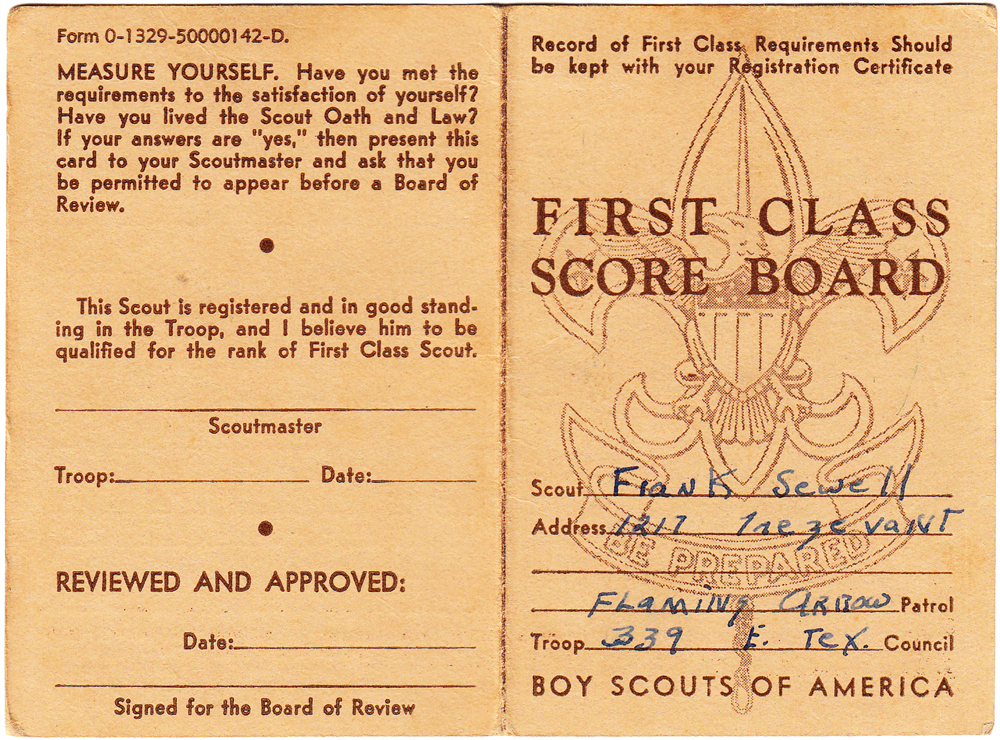 Form 0-1329-50000142-D.
MEASURE YOURSELF. Have you met the
requirements to the satisfaction of yourself?
Have you lived the Scout Oath and Law?
If your answers are "yes," then present this
card to your Scoutmaster and ask that you
be permitted to appear before a Board of
Review.
This Scout is registered and in good stand-
ing in the Troop, and I believe him to be
qualified for the rank of First Class Scout.
Scoutmaster
Troop: Date:
REVIEWED AND APPROVED:
Date:
Signed for the Board of Review
Record of First Class Requirements Should
be kept with your Registration Certificate
FIRST CLASS
SCORE BOARD
Scout Frank Sewell
Address 1217
BE PREPARED
Flaming Arrow Patrol
Troop 339 E. Tex. Council
BOY SCOUTS OF AMERICA